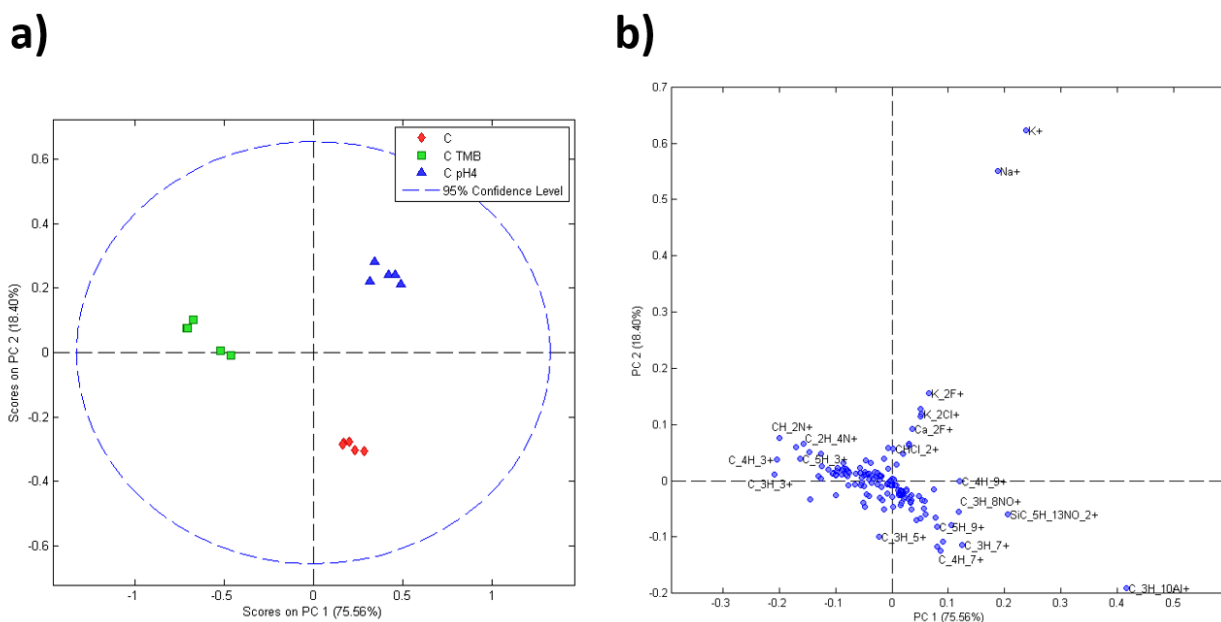 a)
b)
C
C TMB
C pH4
95% Confidence Level
0.6
0.4
0.2
0
-0.2
-0.4
-0.6
Scores on PC 2 (18.40%)
-1
-0.5
0
0.5
1
Scores on PC 1 (75.56%)
0.7
0.6
0.5
0.4
0.3
0.2
0.1
0
-0.1
-0.2
PC 2 (18.40%)
K+
Na+
K_2F+
K_2Cl+
Ca_2F+
CHCl_2+
CH_2N+
C_2H_4N+
C_4H_3+
C_5H_3+
C_3H_3+
C_4H_9+
C_3H_8NO+
SiC_5H_13NO_2+
C_5H_9+
C_3H_5+
C_3H_7+
C_4H_7+
C_3H_10Al+
-0.3
-0.2
-0.1
0
0.1
0.2
0.3
0.4
0.5
PC 1 (75.56%)